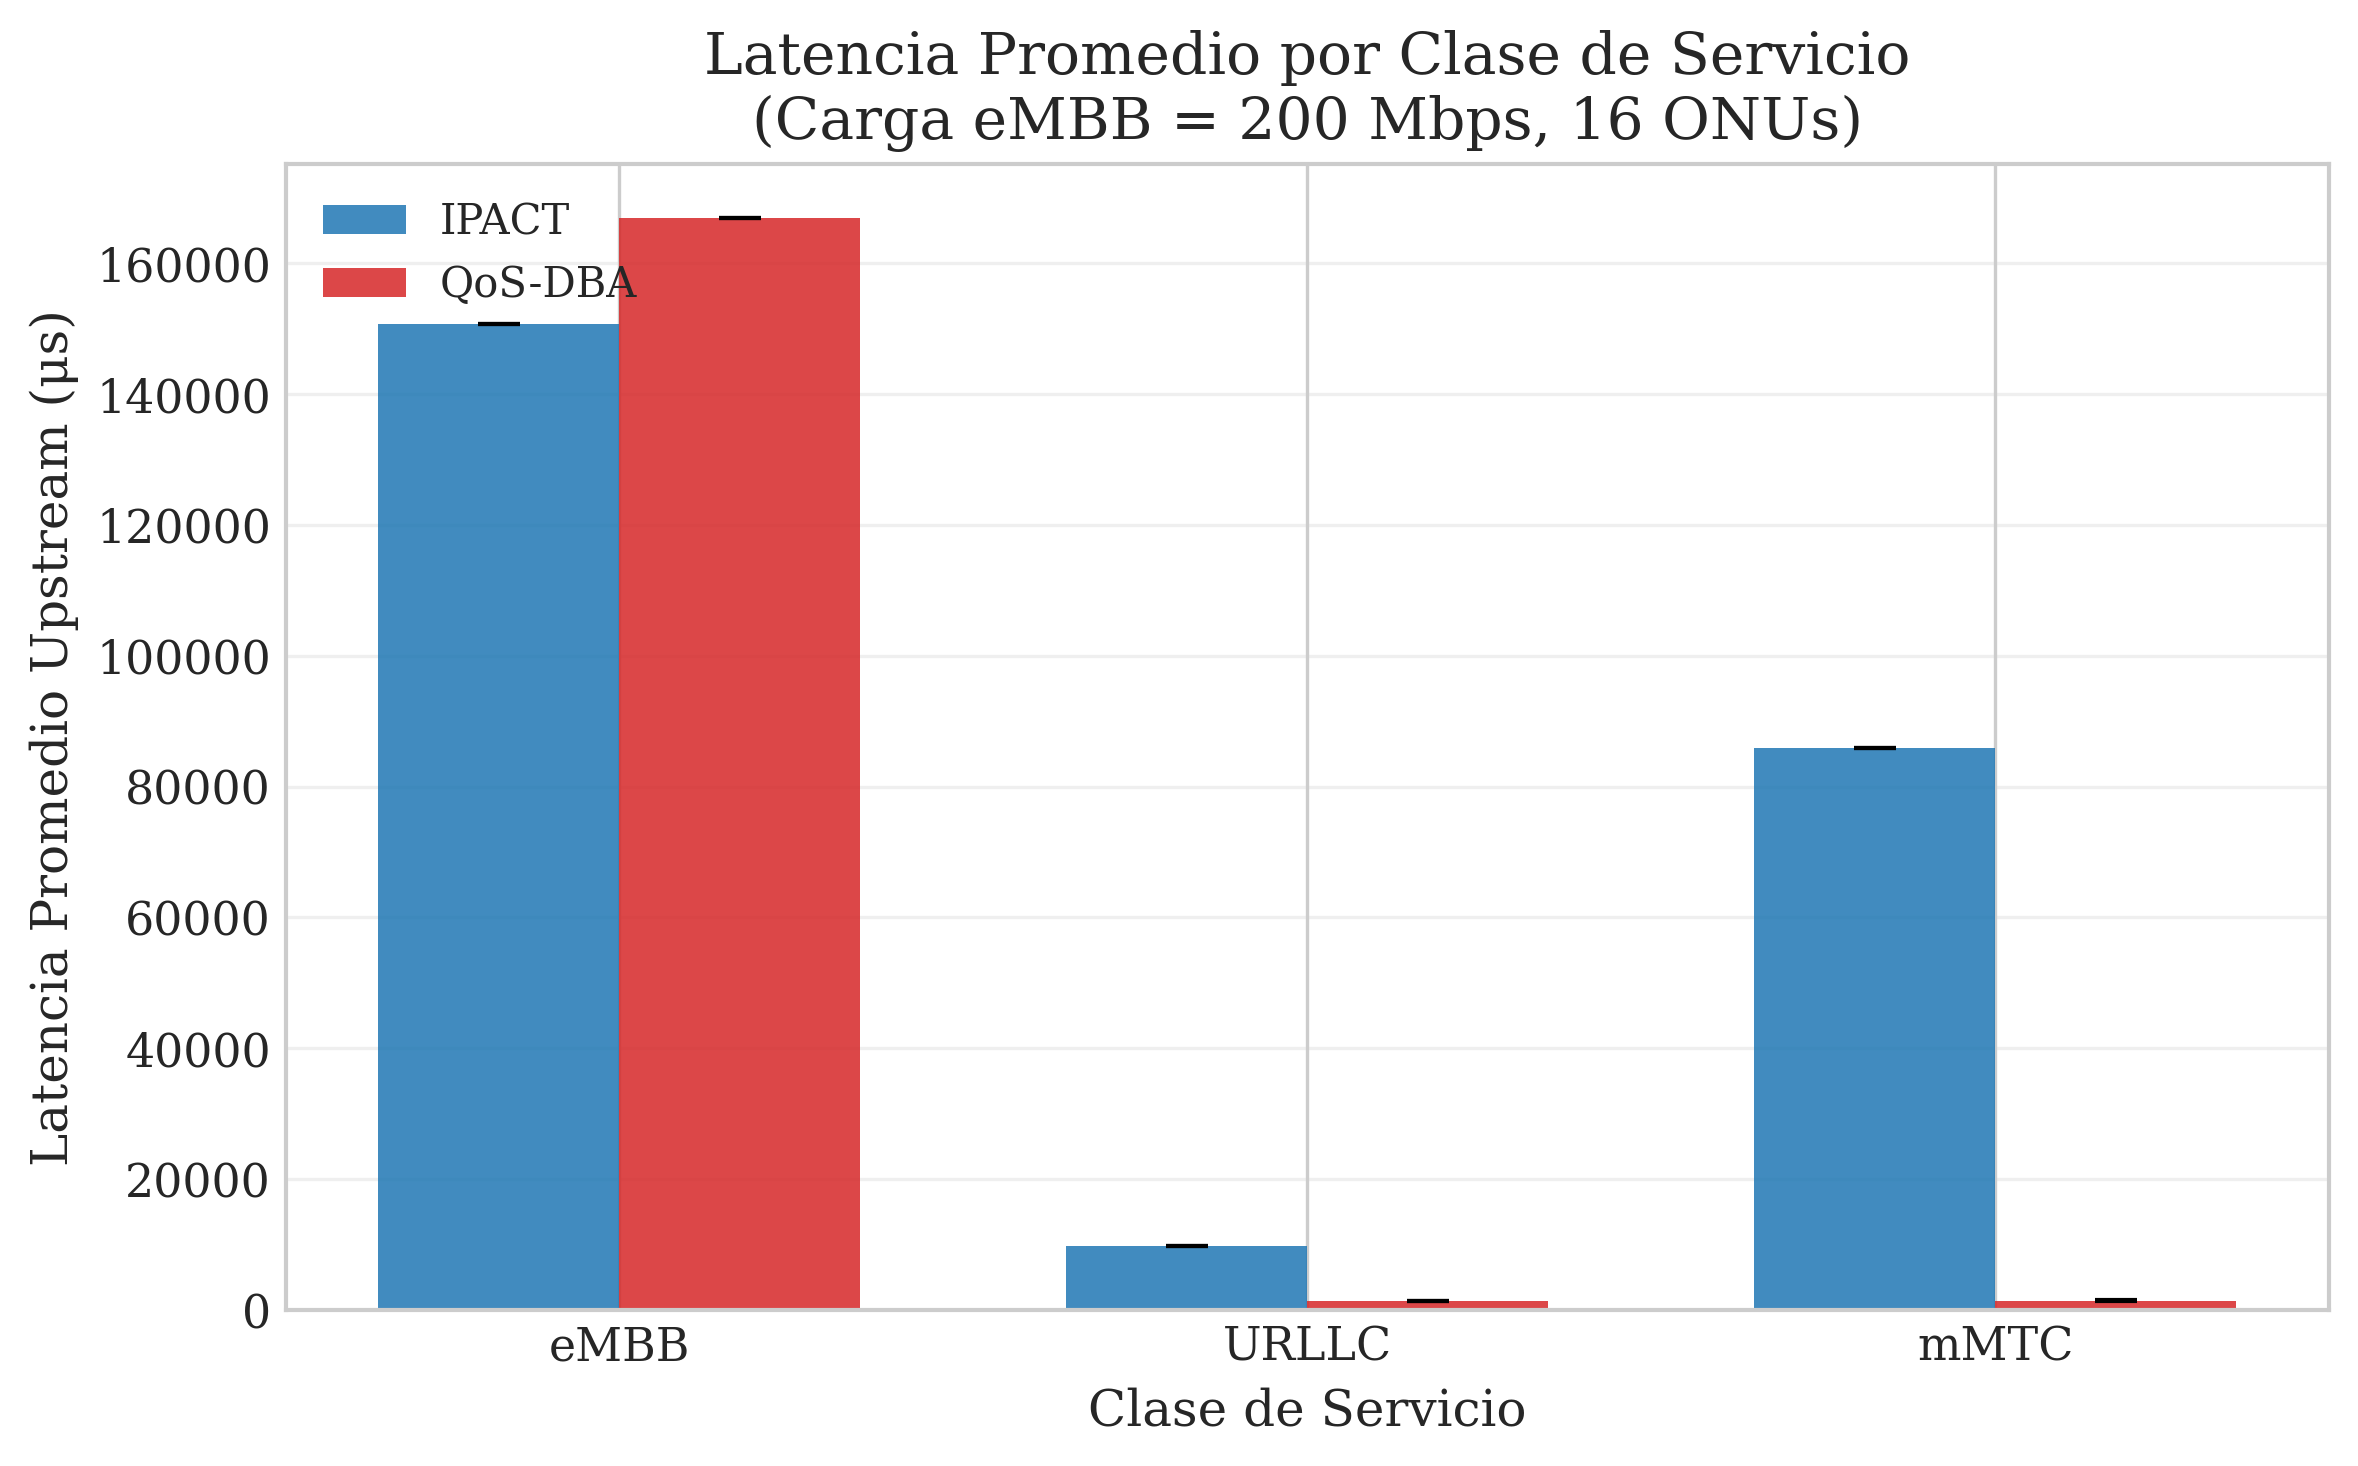 Latencia Promedio por Clase de Servicio
(Carga eMBB = 200 Mbps, 16 ONUs)
IPACT
QoS-DBA
Latencia Promedio Upstream (µs)
160000
140000
120000
100000
80000
60000
40000
20000
0
eMBB
URLLC
mMTC
Clase de Servicio